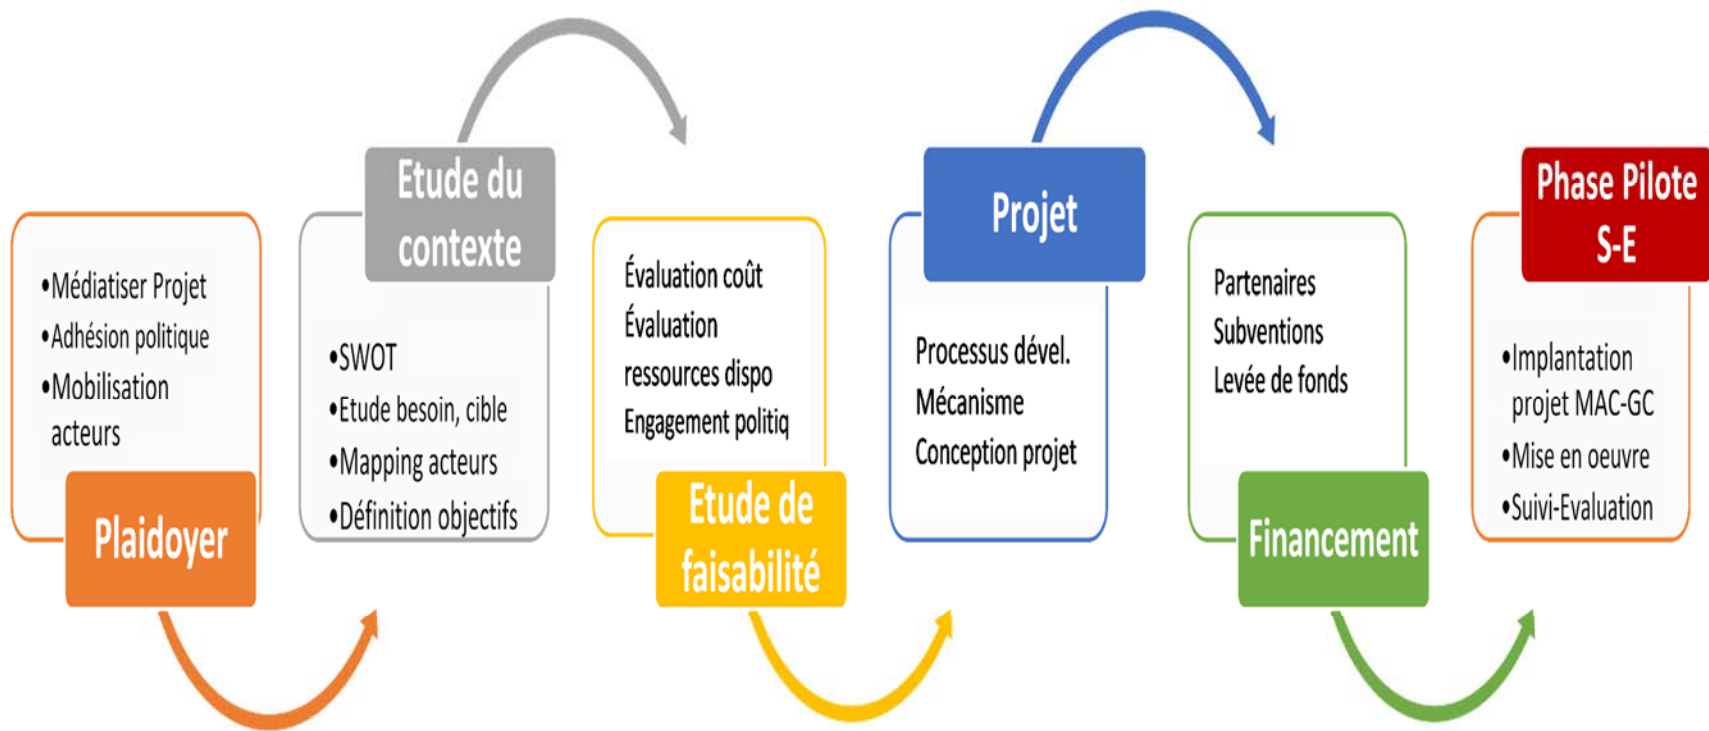 •Médiatiser Projet
•Adhésion politique
•Mobilisation
acteurs
Plaidoyer
Etude du
contexte
•SWOT
•Etude besoin, cible
•Mapping acteurs
•Définition objectifs
Évaluation coût
Évaluation
ressources dispo
Engagement politiq
Etude de
faisabilité
Projet
Processus dével.
Mécanisme
Conception projet
Partenaires
Subventions
Levée de fonds
Financement
Phase Pilote
S-E
•Implantation
projet MAC-GC
•Mise en oeuvre
•Suivi-Evaluation